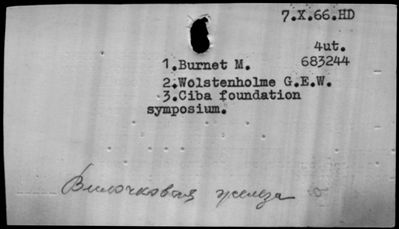 7.X.66.HD
4ut.
1.Burnet M. 683244
2.Wolstenholme G.E.W.
3.Ciba foundation
symposium.
Вилочковая железа